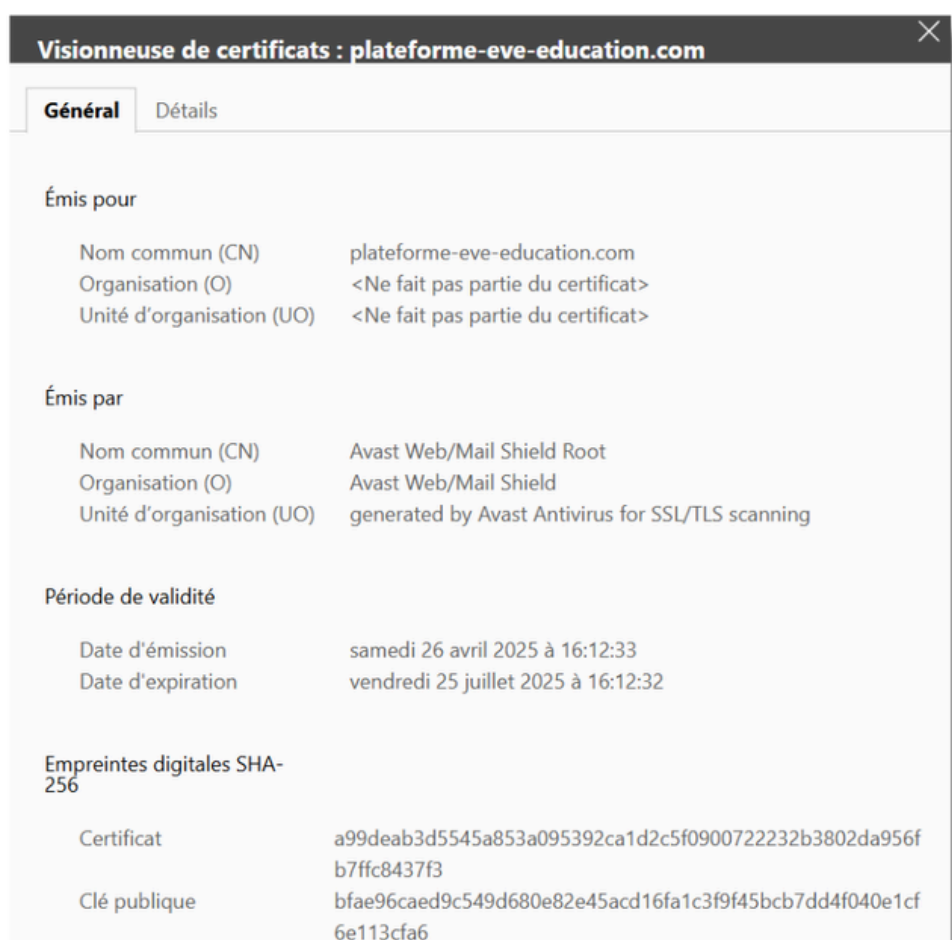 Visionneuse de certificats : plateforme-eve-education.com
Général Détails
Émis pour
Nom commun (CN) plateforme-eve-education.com
Organisation (O) <Ne fait pas partie du certificat>
Unité d'organisation (UO) <Ne fait pas partie du certificat>
Émis par
Nom commun (CN) Avast Web/Mail Shield Root
Organisation (O) Avast Web/Mail Shield
Unité d'organisation (UO) generated by Avast Antivirus for SSL/TLS scanning
Période de validité
Date d'émission samedi 26 avril 2025 à 16:12:33
Date d'expiration vendredi 25 juillet 2025 à 16:12:32
Empreintes digitales SHA-
256
Certificat a99deab3d5545a853a095392ca1d2c5f0900722232b3802da956f
b7ffc8437f3
Clé publique bfae96caed9c549d680e82e45acd16fa1c3f9f45bcb7dd4f040e1cf
6e113cfa6